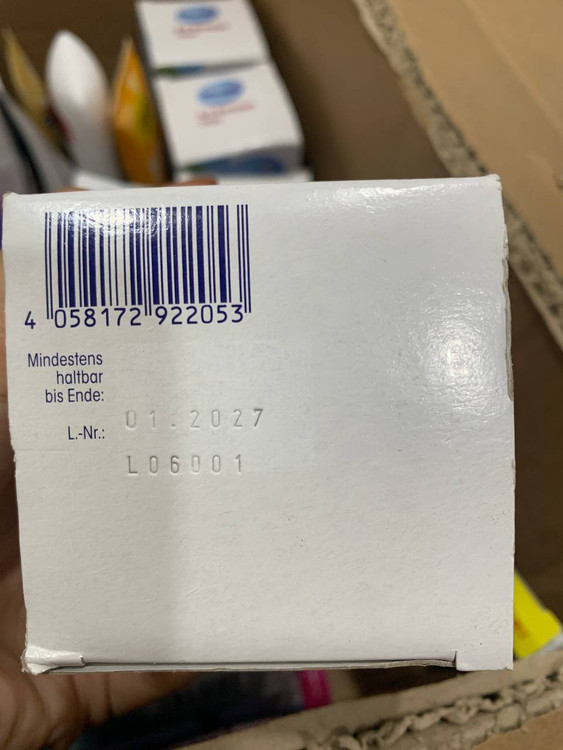 4 058172 922053
Mindestens
haltbar
bis Ende:
01.2027
L.-Nr.:
L06001